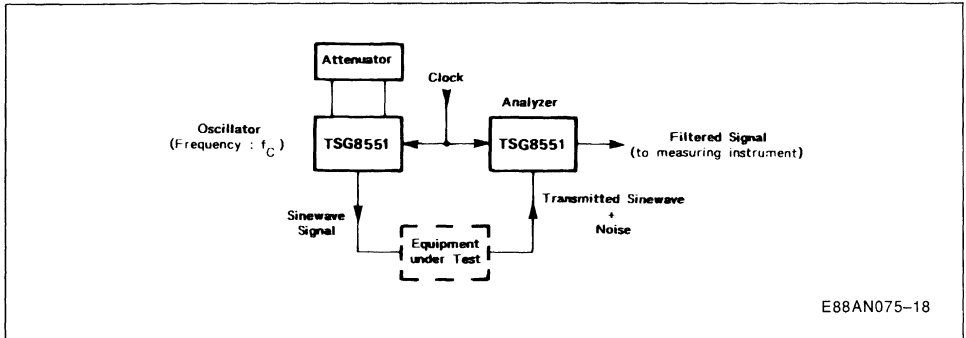 Attenuator
Clock
Analyzer
Oscillator
(Frequency : fC)
TSG8551
TSG8551
Filtered Signal
(to measuring instrument)
Sinewave
Signal
Transmitted Sinewave
+
Noise
Equipment
under Test
E88AN075-18